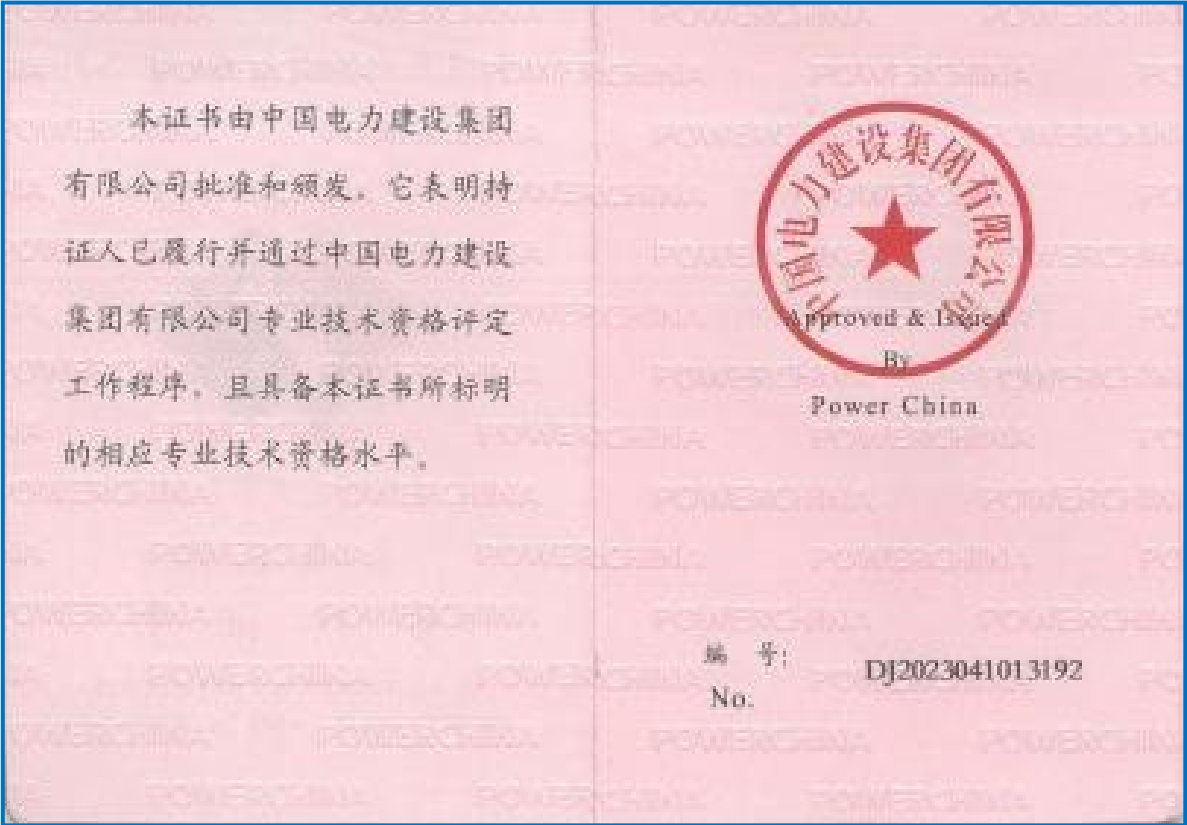 本证书由中国电力建设集团
有限公司批准和颁发，它表明持
证人已履行并通过中国电力建设
集团有限公司专业技术资格评定
工作程序，且具备本证书所标明
的相应专业技术资格水平。
中国电力建设集团有限公司
Approved & Issued
By
Power China
编 号:
No.
DJ2023041013192
POWERCHINA